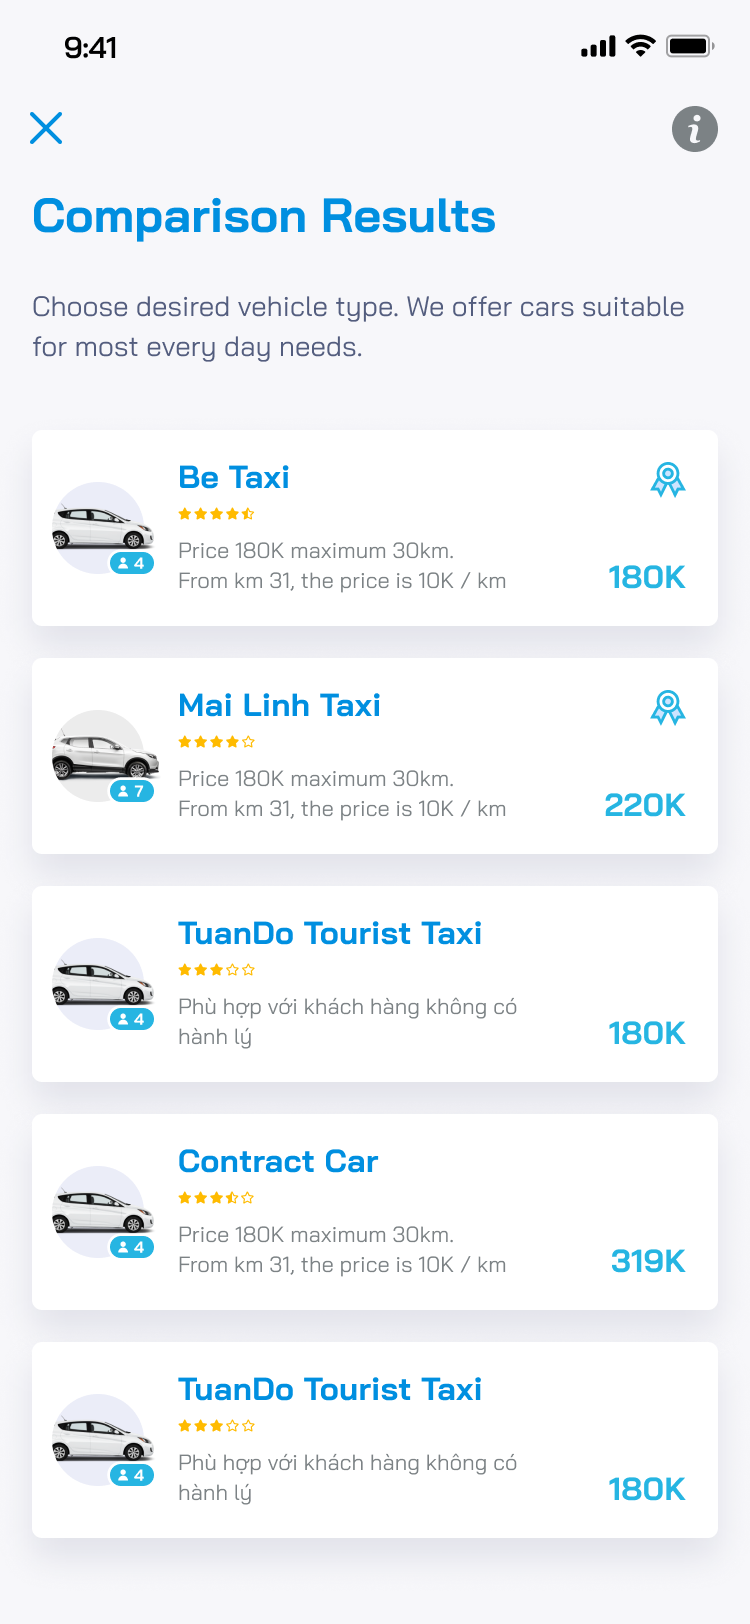 9:41
Comparison Results
Choose desired vehicle type. We offer cars suitable
for most every day needs.
Be Taxi
Price 180K maximum 30km.
From km 31, the price is 10K / km
4
180K
Mai Linh Taxi
Price 180K maximum 30km.
From km 31, the price is 10K / km
7
220K
TuanDo Tourist Taxi
Phù hợp với khách hàng không có
hành lý
4
180K
Contract Car
Price 180K maximum 30km.
From km 31, the price is 10K / km
4
319K
TuanDo Tourist Taxi
Phù hợp với khách hàng không có
hành lý
4
180K